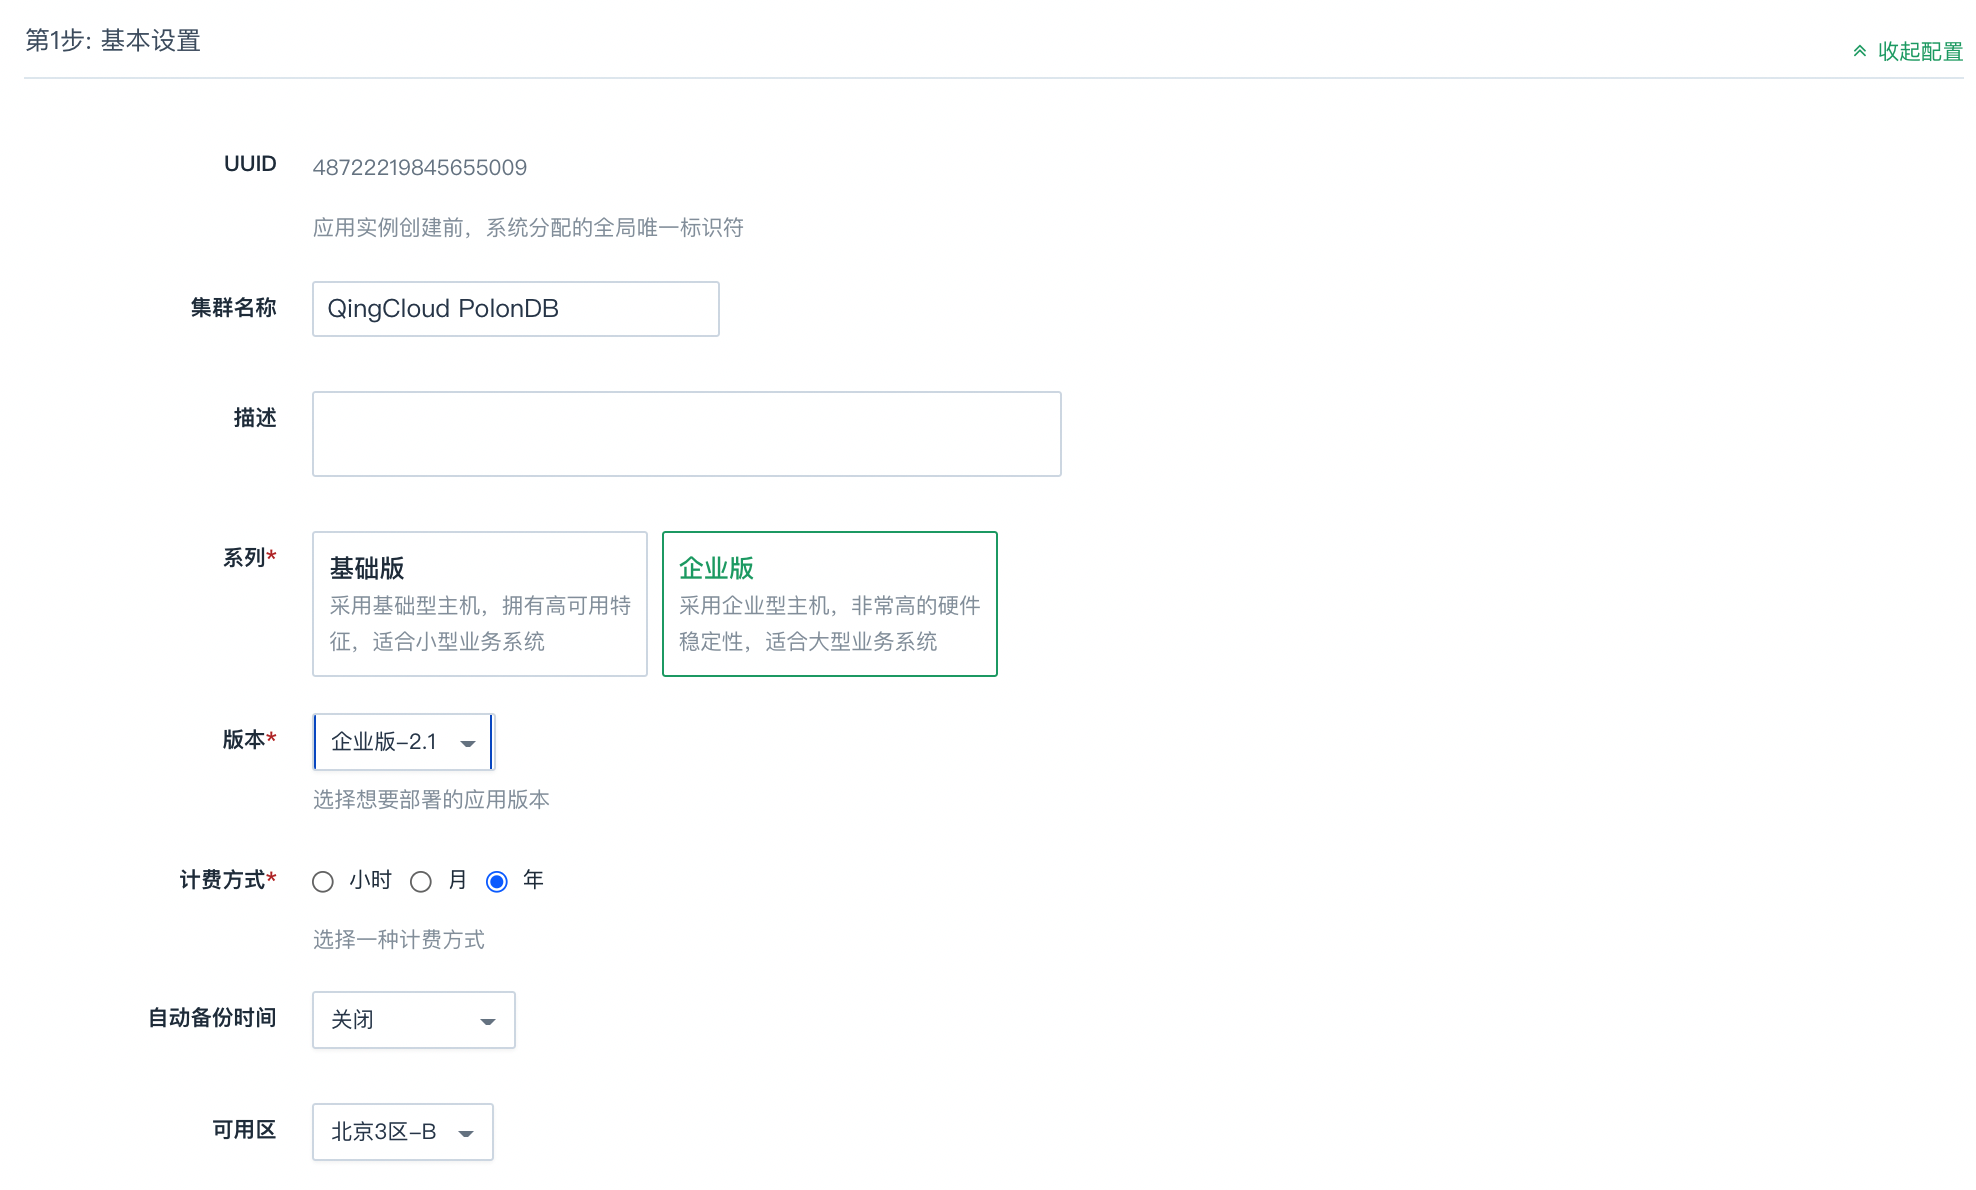 第1步: 基本设置
收起配置
UUID
48722219845655009
应用实例创建前，系统分配的全局唯一标识符
集群名称
QingCloud PolonDB
描述
系列*
基础版
采用基础型主机，拥有高可用特
征，适合小型业务系统
企业版
采用企业型主机，非常高的硬件
稳定性，适合大型业务系统
版本*
企业版-2.1
选择想要部署的应用版本
计费方式*
小时 月 年
选择一种计费方式
自动备份时间
关闭
可用区
北京3区-B